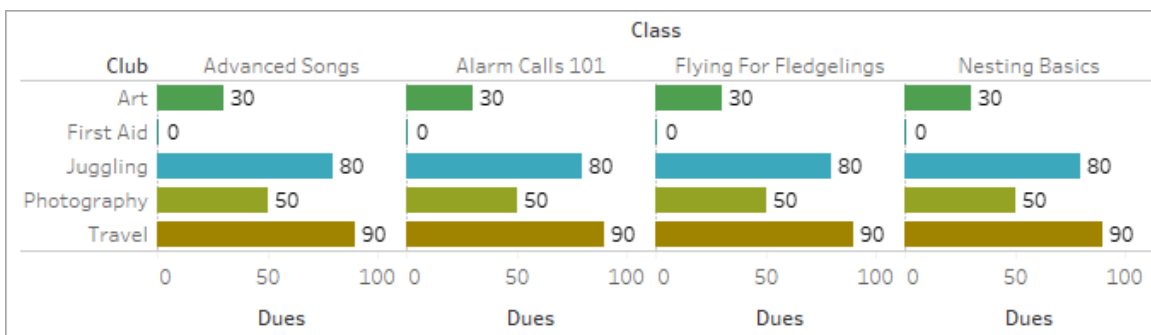 Class
Club Advanced Songs Alarm Calls 101 Flying For Fledgelings Nesting Basics
Art 30 30 30 30
First Aid 0 0 0 0
Juggling 80 80 80 80
Photography 50 50 50 50
Travel 90 90 90 90
0 50 100 0 50 100 0 50 100 0 50 100
Dues Dues Dues Dues